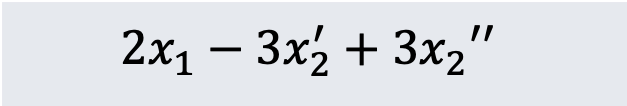 2x₁ − 3x₂′ + 3x₂″